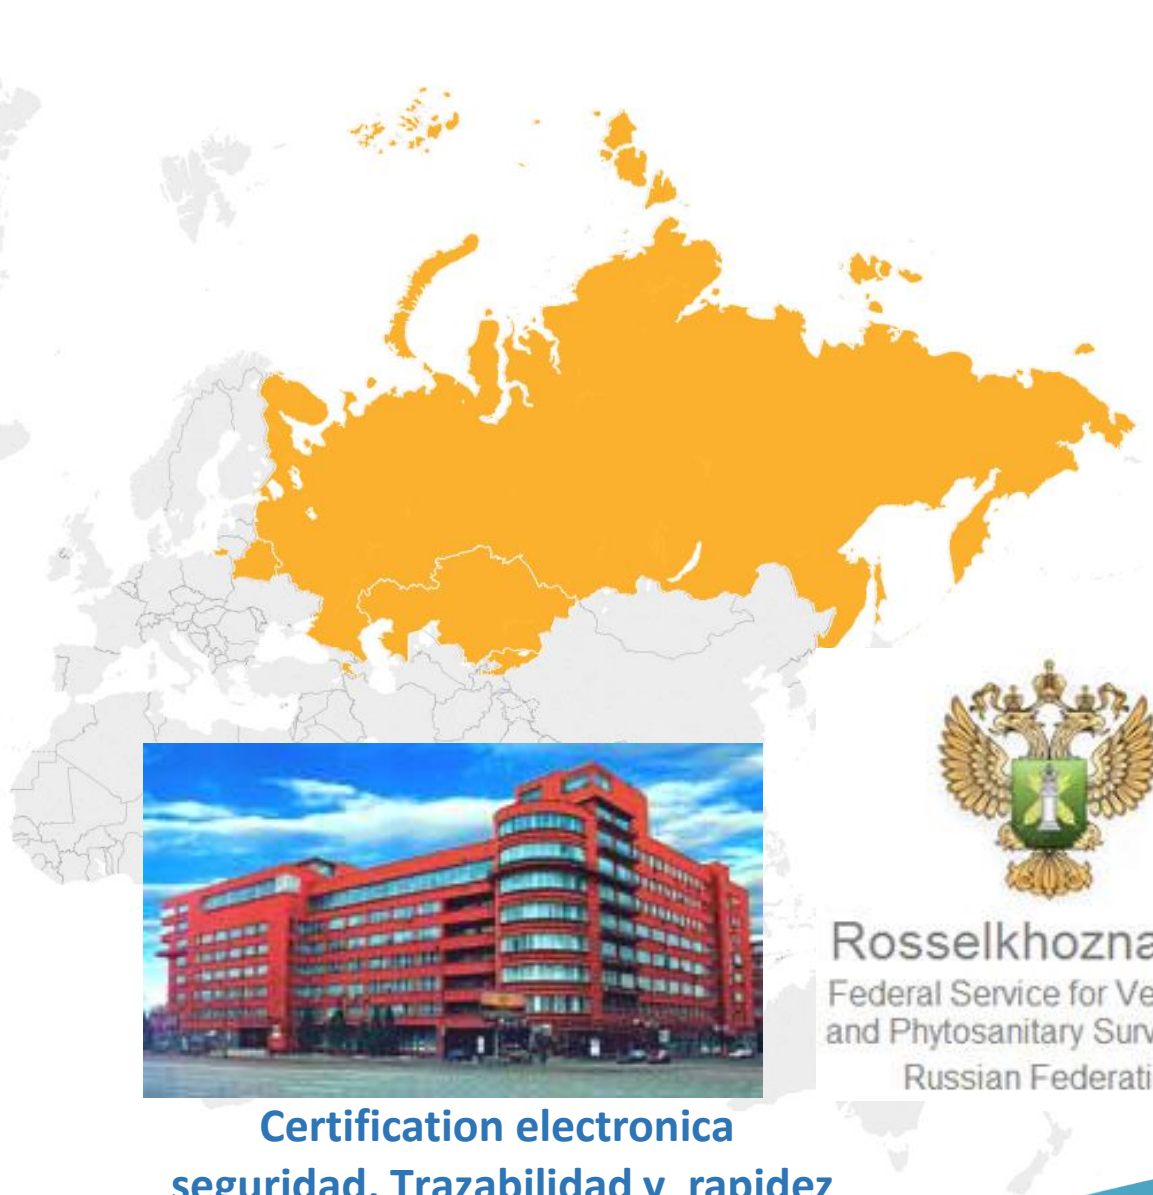 Rosselkhozna
Federal Service for Ve
and Phytosanitary Surv
Russian Federati
Certification electronica
seguridad. Trazabilidad y rapidez